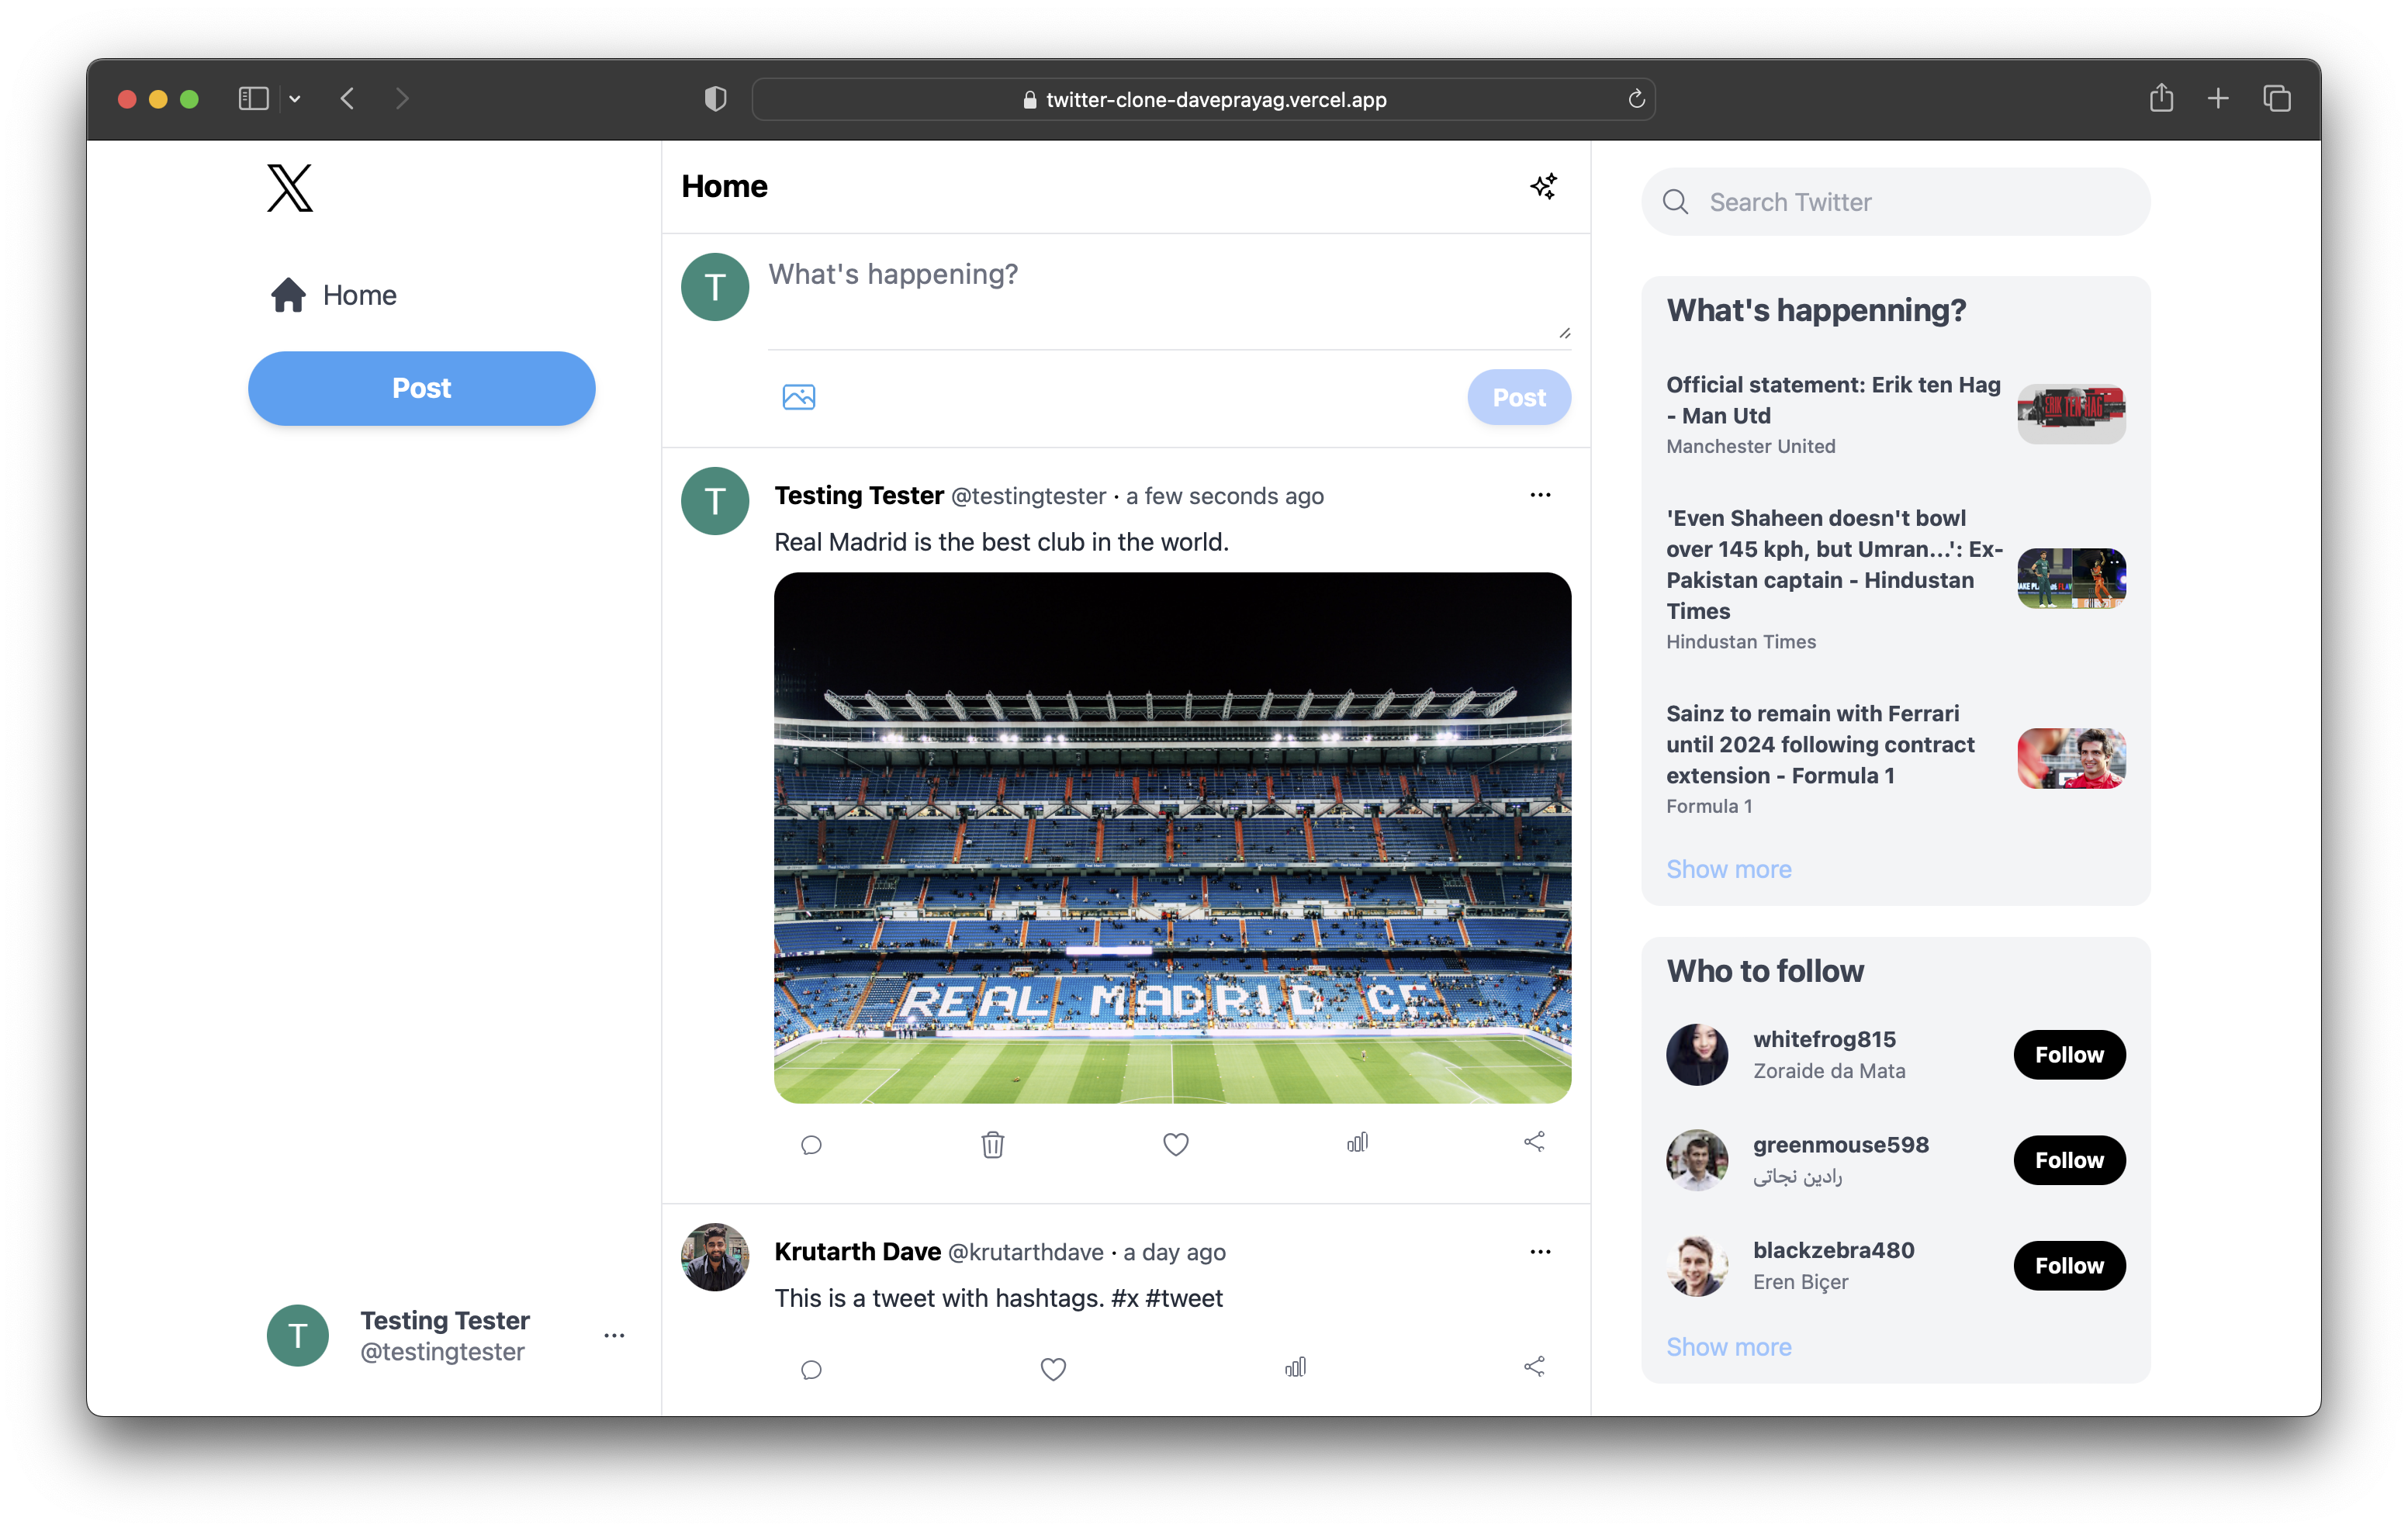 twitter-clone-daveprayag.vercel.app
Home
Post
Testing Tester
@testingtester
Home
T
What's happening?
Post
T
Testing Tester @testingtester · a few seconds ago
Real Madrid is the best club in the world.
REAL MADRID CF
Krutarth Dave @krutarthdave · a day ago
This is a tweet with hashtags. #x #tweet
T
Search Twitter
What's happenning?
Official statement: Erik ten Hag
- Man Utd
Manchester United
ERIK TEN HAG
'Even Shaheen doesn't bowl
over 145 kph, but Umran...': Ex-
Pakistan captain - Hindustan
Times
Hindustan Times
Sainz to remain with Ferrari
until 2024 following contract
extension - Formula 1
Formula 1
Show more
Who to follow
whitefrog815
Zoraide da Mata
Follow
greenmouse598
رادین نجاتی
Follow
blackzebra480
Eren Biçer
Follow
Show more